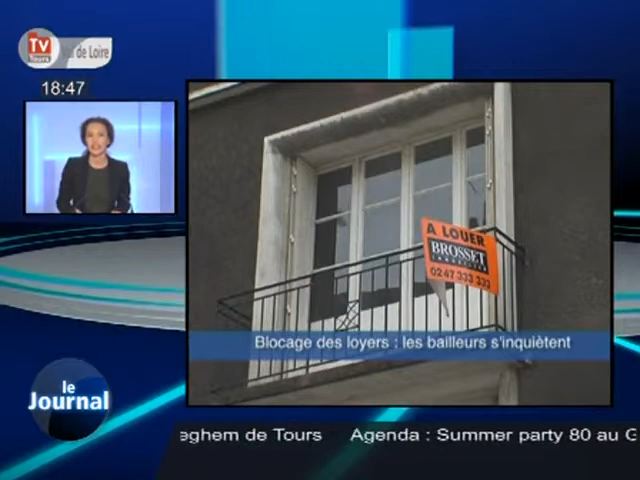 TV
Tours
de Loire
18:47
A LOUER
BROSSET
IMMOBILIER
02 47 333 333
Blocage des loyers : les bailleurs s'inquiètent
le
Journal
eghem de Tours Agenda : Summer party 80 au G